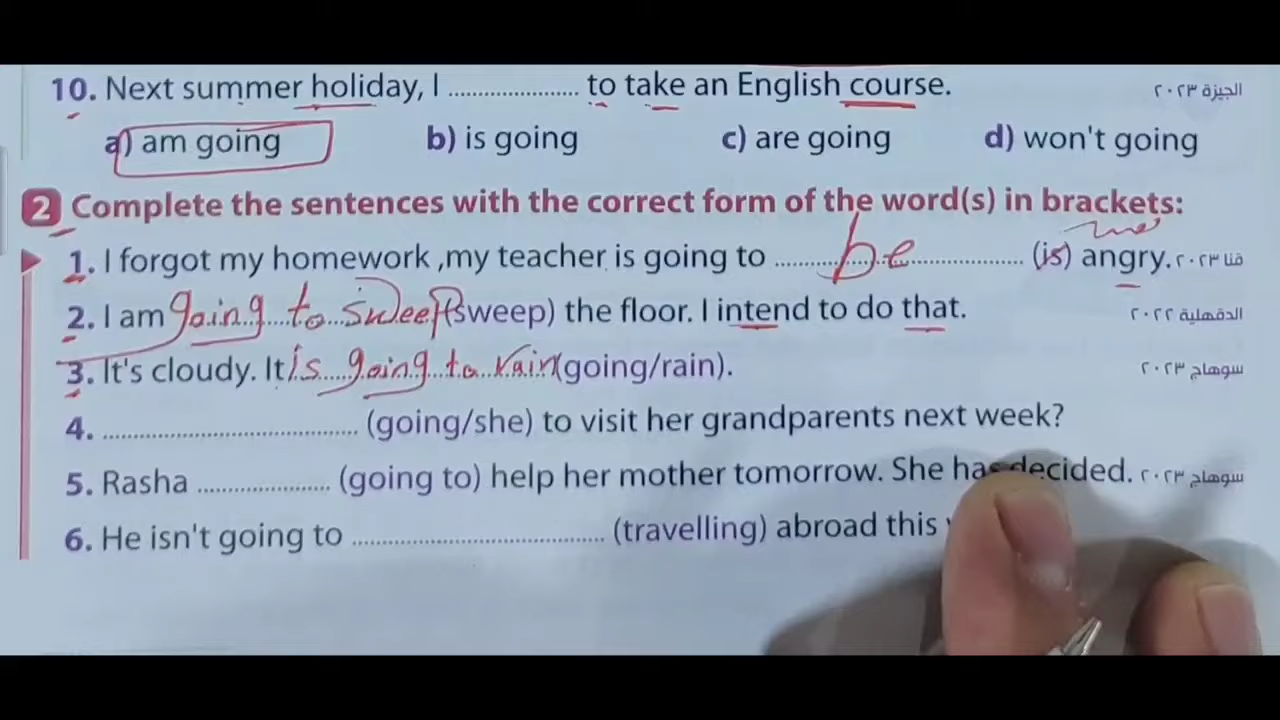 10. Next summer holiday, I ...................... to take an English course. الجيزة ٢٠٢٣
a) am going b) is going c) are going d) won't going
2 Complete the sentences with the correct form of the word(s) in brackets:
1. I forgot my homework ,my teacher is going to ........ be ........ (is) angry. قنا ٢٠٢٣
2. I am going to sweep (sweep) the floor. I intend to do that. الدقهلية ٢٠٢٢
3. It's cloudy. It is going to rain (going/rain). سوهاج ٢٠٢٣
4. ........................................... (going/she) to visit her grandparents next week?
5. Rasha ...................... (going to) help her mother tomorrow. She has decided. سوهاج ٢٠٢٣
6. He isn't going to .......................................... (travelling) abroad this